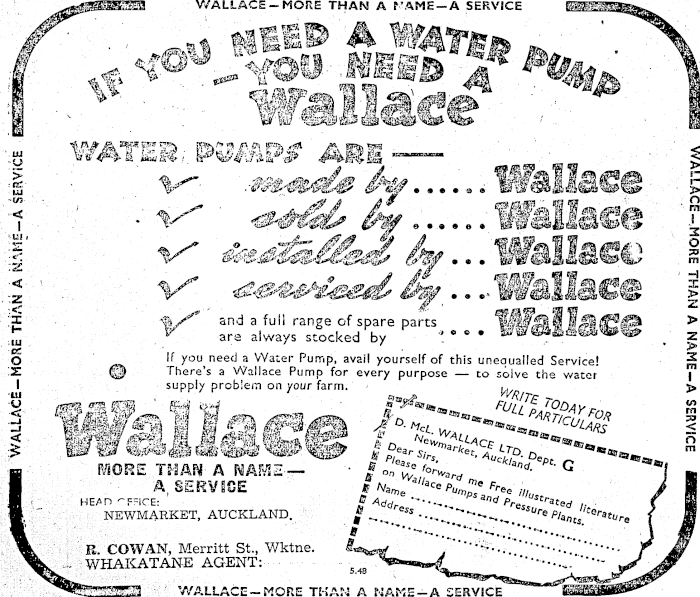 WALLACE—MORE THAN A NAME—A SERVICE
IF YOU NEED A WATER PUMP
—YOU NEED A
Wallace
WATER PUMPS ARE—
made by...... Wallace
sold by...... Wallace
installed by... Wallace
serviced by... Wallace
and a full range of spare parts
are always stocked by .... Wallace
If you need a Water Pump, avail yourself of this unequalled Service!
There's a Wallace Pump for every purpose — to solve the water
supply problem on your farm.
Wallace
MORE THAN A NAME—
A SERVICE
HEAD OFFICE:
NEWMARKET, AUCKLAND.
R. COWAN, Merritt St., Wktne.
WHAKATANE AGENT:
WRITE TODAY FOR
FULL PARTICULARS
D. McL. WALLACE LTD. Dept. G
Newmarket, Auckland.
Dear Sirs,
Please forward me Free illustrated literature
on Wallace Pumps and Pressure Plants.
Name
Address
5.48
WALLACE—MORE THAN A NAME—A SERVICE
WALLACE—MORE THAN A NAME—A SERVICE
WALLACE—MORE THAN A NAME—A SERVICE